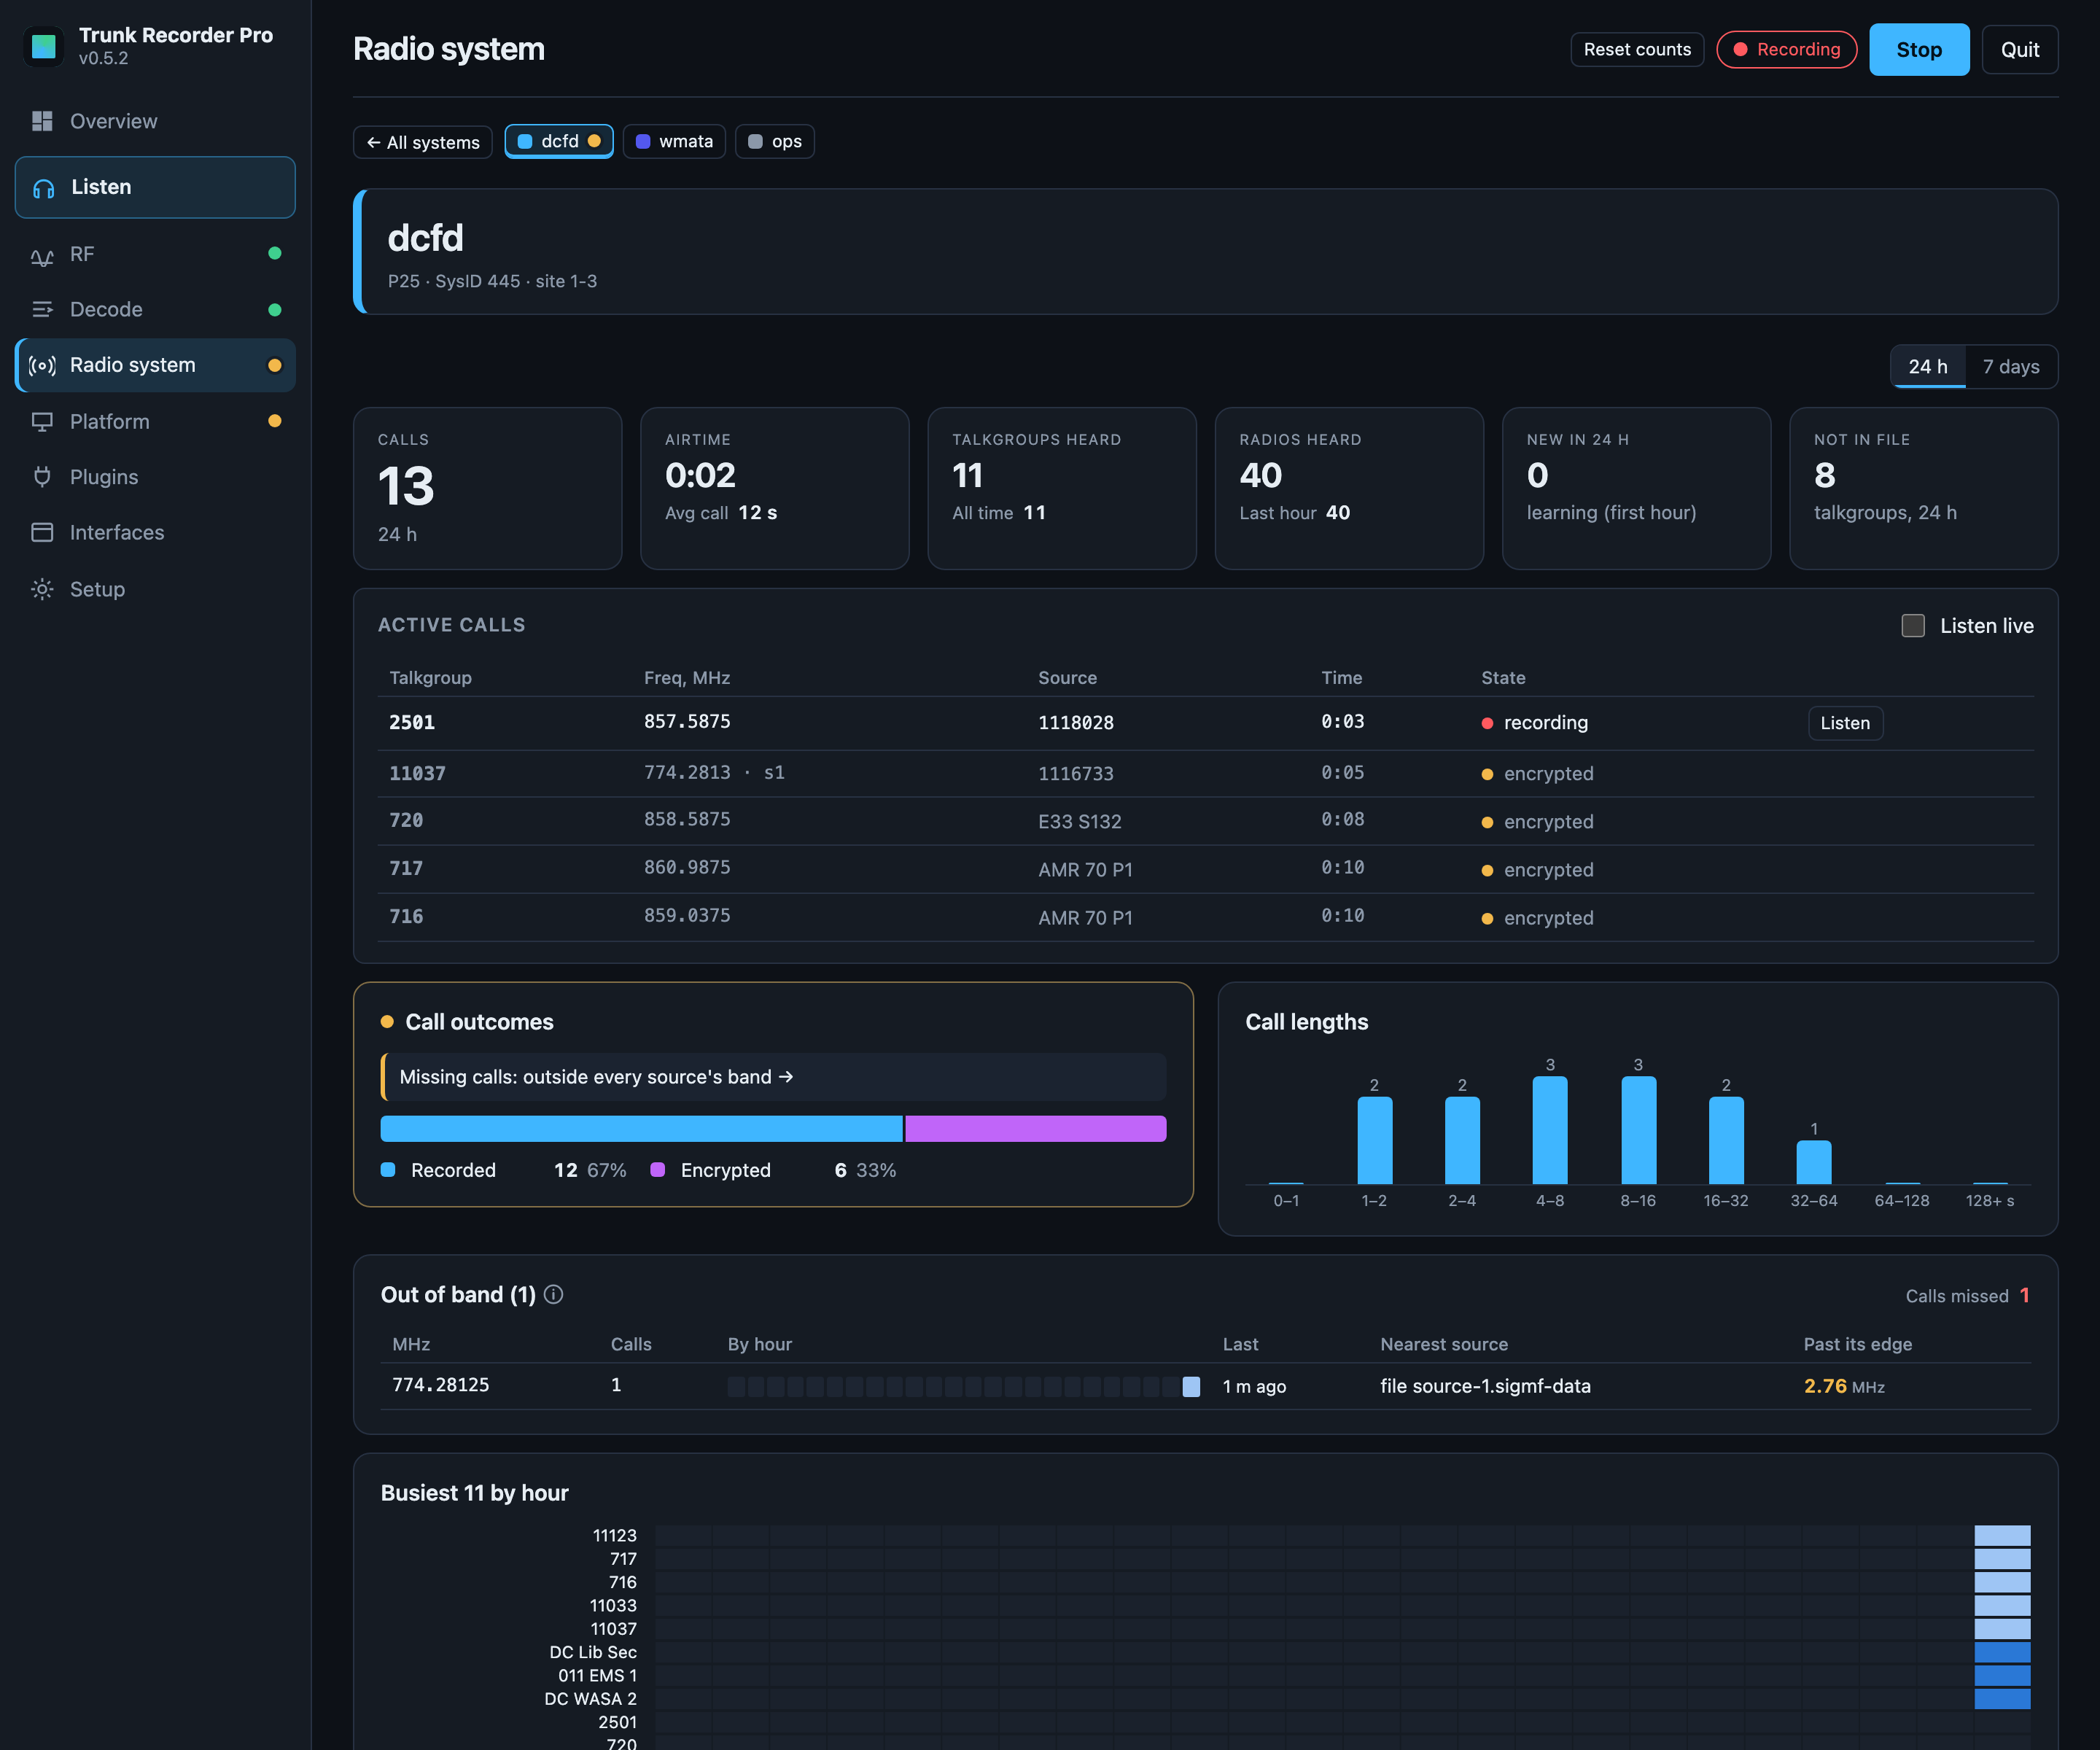 Trunk Recorder Pro
v0.5.2
Overview
Listen
RF
Decode
Radio system
Platform
Plugins
Interfaces
Setup
Radio system
Reset counts
Recording
Stop
Quit
← All systems
dcfd
wmata
ops
dcfd
P25 · SysID 445 · site 1-3
24 h
7 days
CALLS
13
24 h
AIRTIME
0:02
Avg call 12 s
TALKGROUPS HEARD
11
All time 11
RADIOS HEARD
40
Last hour 40
NEW IN 24 H
0
learning (first hour)
NOT IN FILE
8
talkgroups, 24 h
ACTIVE CALLS
Listen live
Talkgroup Freq, MHz Source Time State
2501 857.5875 1118028 0:03 recording Listen
11037 774.2813 · s1 1116733 0:05 encrypted
720 858.5875 E33 S132 0:08 encrypted
717 860.9875 AMR 70 P1 0:10 encrypted
716 859.0375 AMR 70 P1 0:10 encrypted
Call outcomes
Missing calls: outside every source's band →
Recorded 12 67% Encrypted 6 33%
Call lengths
2 2 3 3 2 1
0–1 1–2 2–4 4–8 8–16 16–32 32–64 64–128 128+ s
Out of band (1)
Calls missed 1
MHz Calls By hour Last Nearest source Past its edge
774.28125 1 1 m ago file source-1.sigmf-data 2.76 MHz
Busiest 11 by hour
11123
717
716
11033
11037
DC Lib Sec
011 EMS 1
DC WASA 2
2501
720